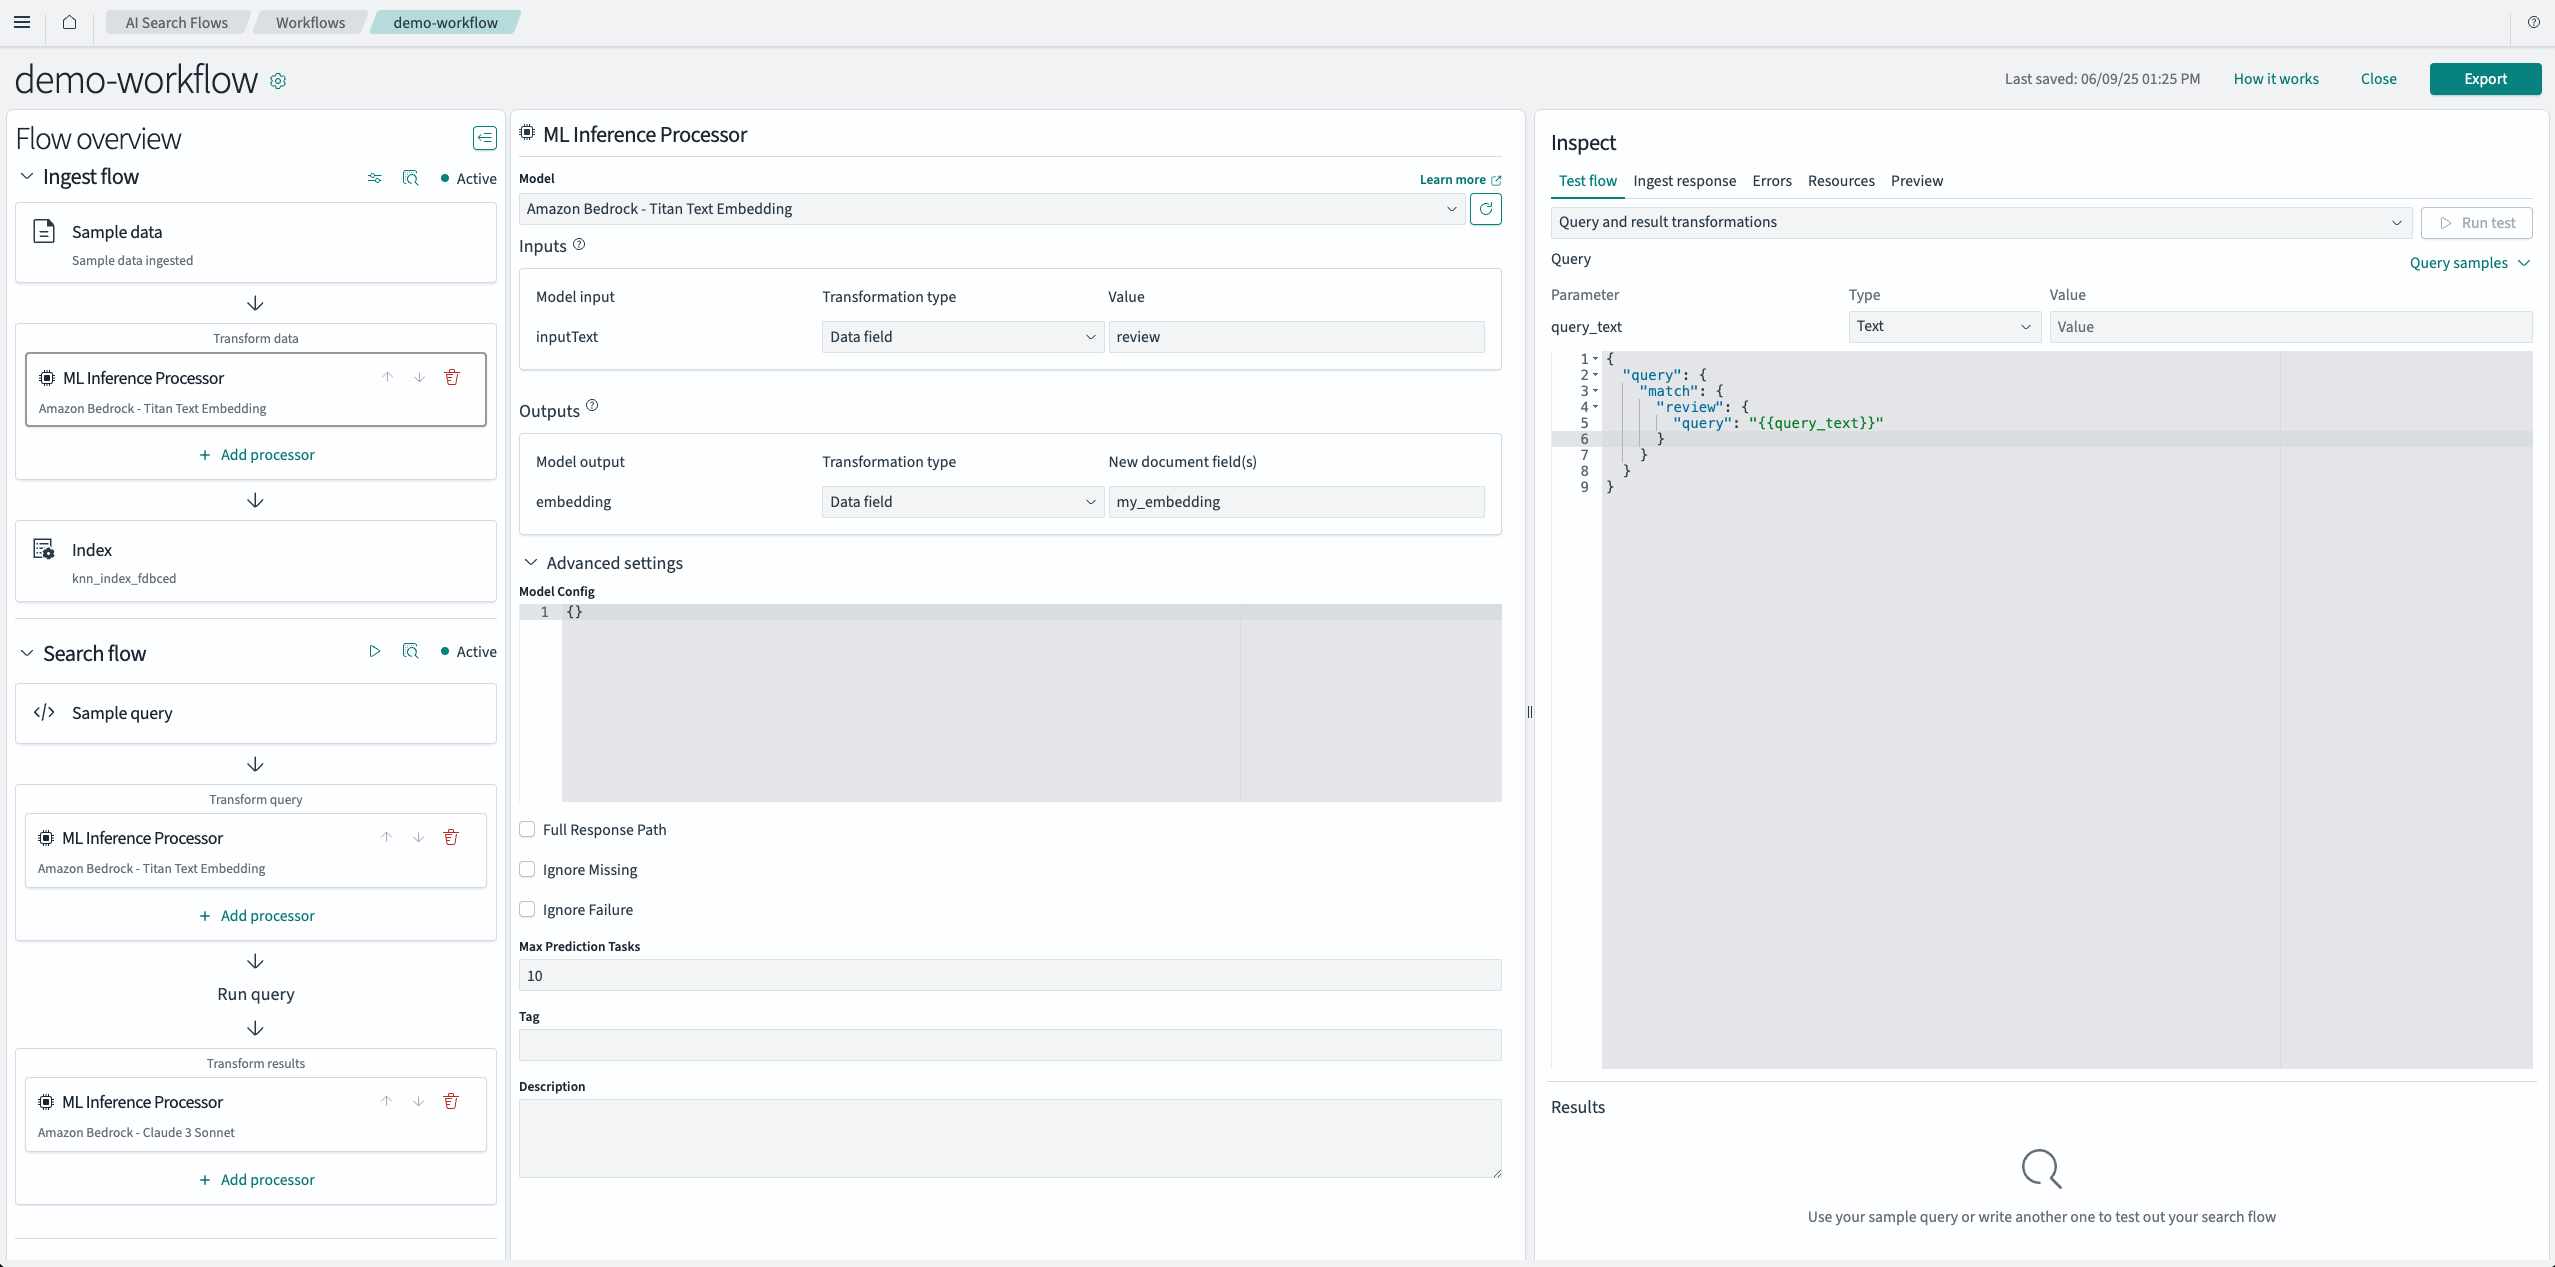 AI Search Flows
Workflows
demo-workflow
demo-workflow
Last saved: 06/09/25 01:25 PM
How it works
Close
Export
Flow overview
Ingest flow
Active
Sample data
Sample data ingested
Transform data
ML Inference Processor
Amazon Bedrock - Titan Text Embedding
Add processor
Index
knn_index_fdbced
Search flow
Active
Sample query
Transform query
ML Inference Processor
Amazon Bedrock - Titan Text Embedding
Add processor
Run query
Transform results
ML Inference Processor
Amazon Bedrock - Claude 3 Sonnet
Add processor
ML Inference Processor
Model
Learn more
Amazon Bedrock - Titan Text Embedding
Inputs
Model input Transformation type Value
inputText Data field review
Outputs
Model output Transformation type New document field(s)
embedding Data field my_embedding
Advanced settings
Model Config
1 {}
Full Response Path
Ignore Missing
Ignore Failure
Max Prediction Tasks
10
Tag
Description
Inspect
Test flow Ingest response Errors Resources Preview
Query and result transformations
Run test
Query
Query samples
Parameter Type Value
query_text Text Value
1 {
2 "query": {
3 "match": {
4 "review": {
5 "query": "{{query_text}}"
6 }
7 }
8 }
9 }
Results
Use your sample query or write another one to test out your search flow